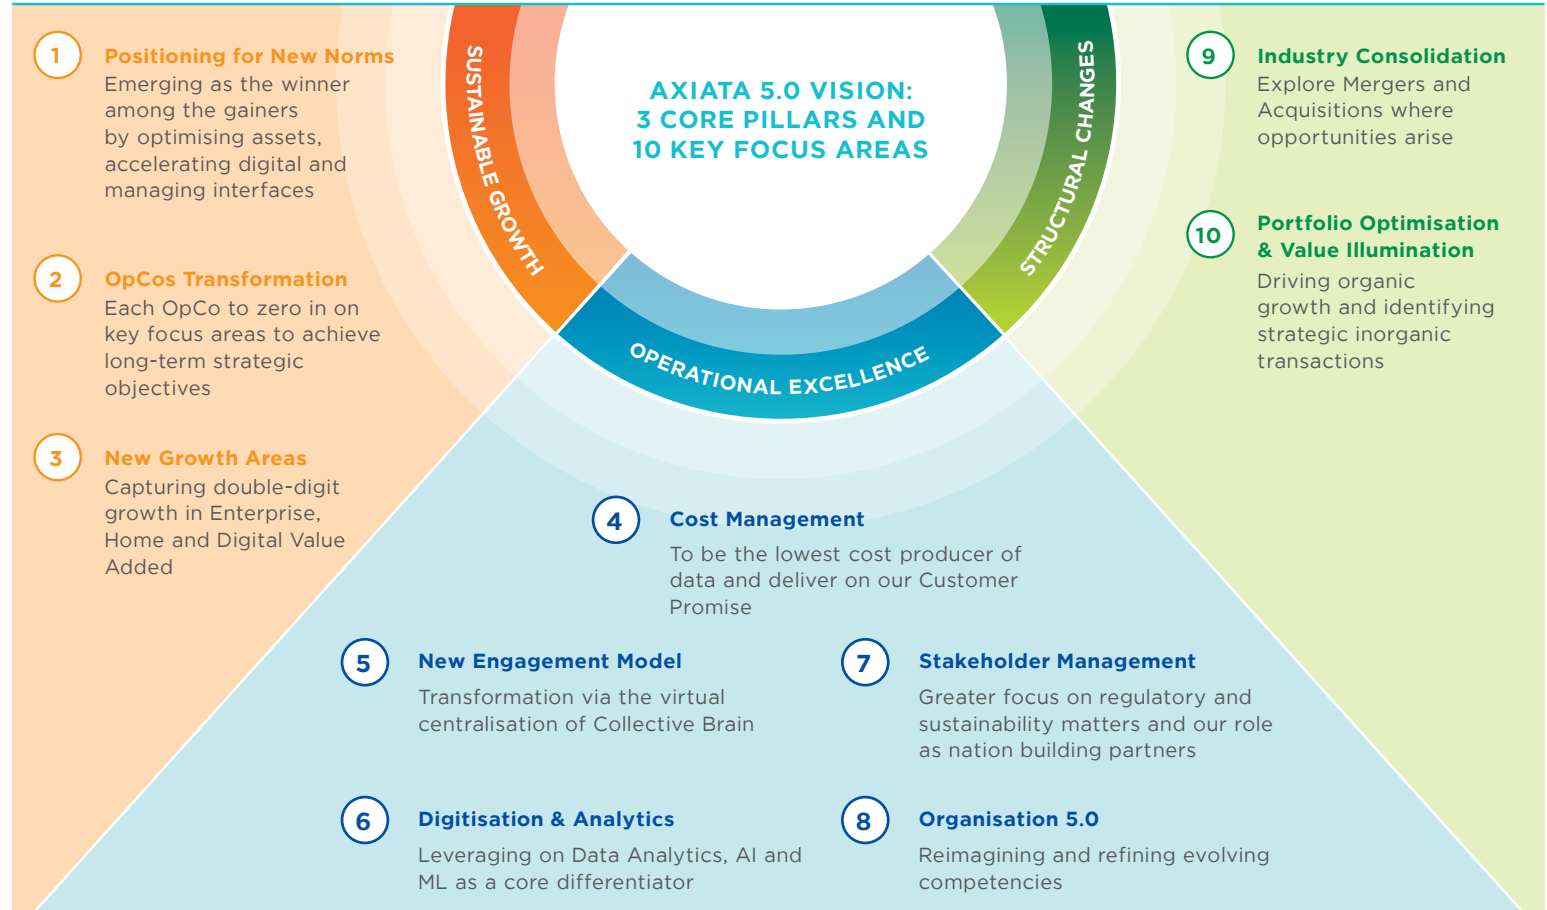 AXIATA 5.0 VISION:
3 CORE PILLARS AND
10 KEY FOCUS AREAS
SUSTAINABLE GROWTH
1
Positioning for New Norms
Emerging as the winner
among the gainers
by optimising assets,
accelerating digital and
managing interfaces
2
OpCos Transformation
Each OpCo to zero in on
key focus areas to achieve
long-term strategic
objectives
3
New Growth Areas
Capturing double-digit
growth in Enterprise,
Home and Digital Value
Added
OPERATIONAL EXCELLENCE
4
Cost Management
To be the lowest cost producer of
data and deliver on our Customer
Promise
5
New Engagement Model
Transformation via the virtual
centralisation of Collective Brain
6
Digitisation & Analytics
Leveraging on Data Analytics, AI and
ML as a core differentiator
7
Stakeholder Management
Greater focus on regulatory and
sustainability matters and our role
as nation building partners
8
Organisation 5.0
Reimagining and refining evolving
competencies
STRUCTURAL CHANGES
9
Industry Consolidation
Explore Mergers and
Acquisitions where
opportunities arise
10
Portfolio Optimisation
& Value Illumination
Driving organic
growth and identifying
strategic inorganic
transactions